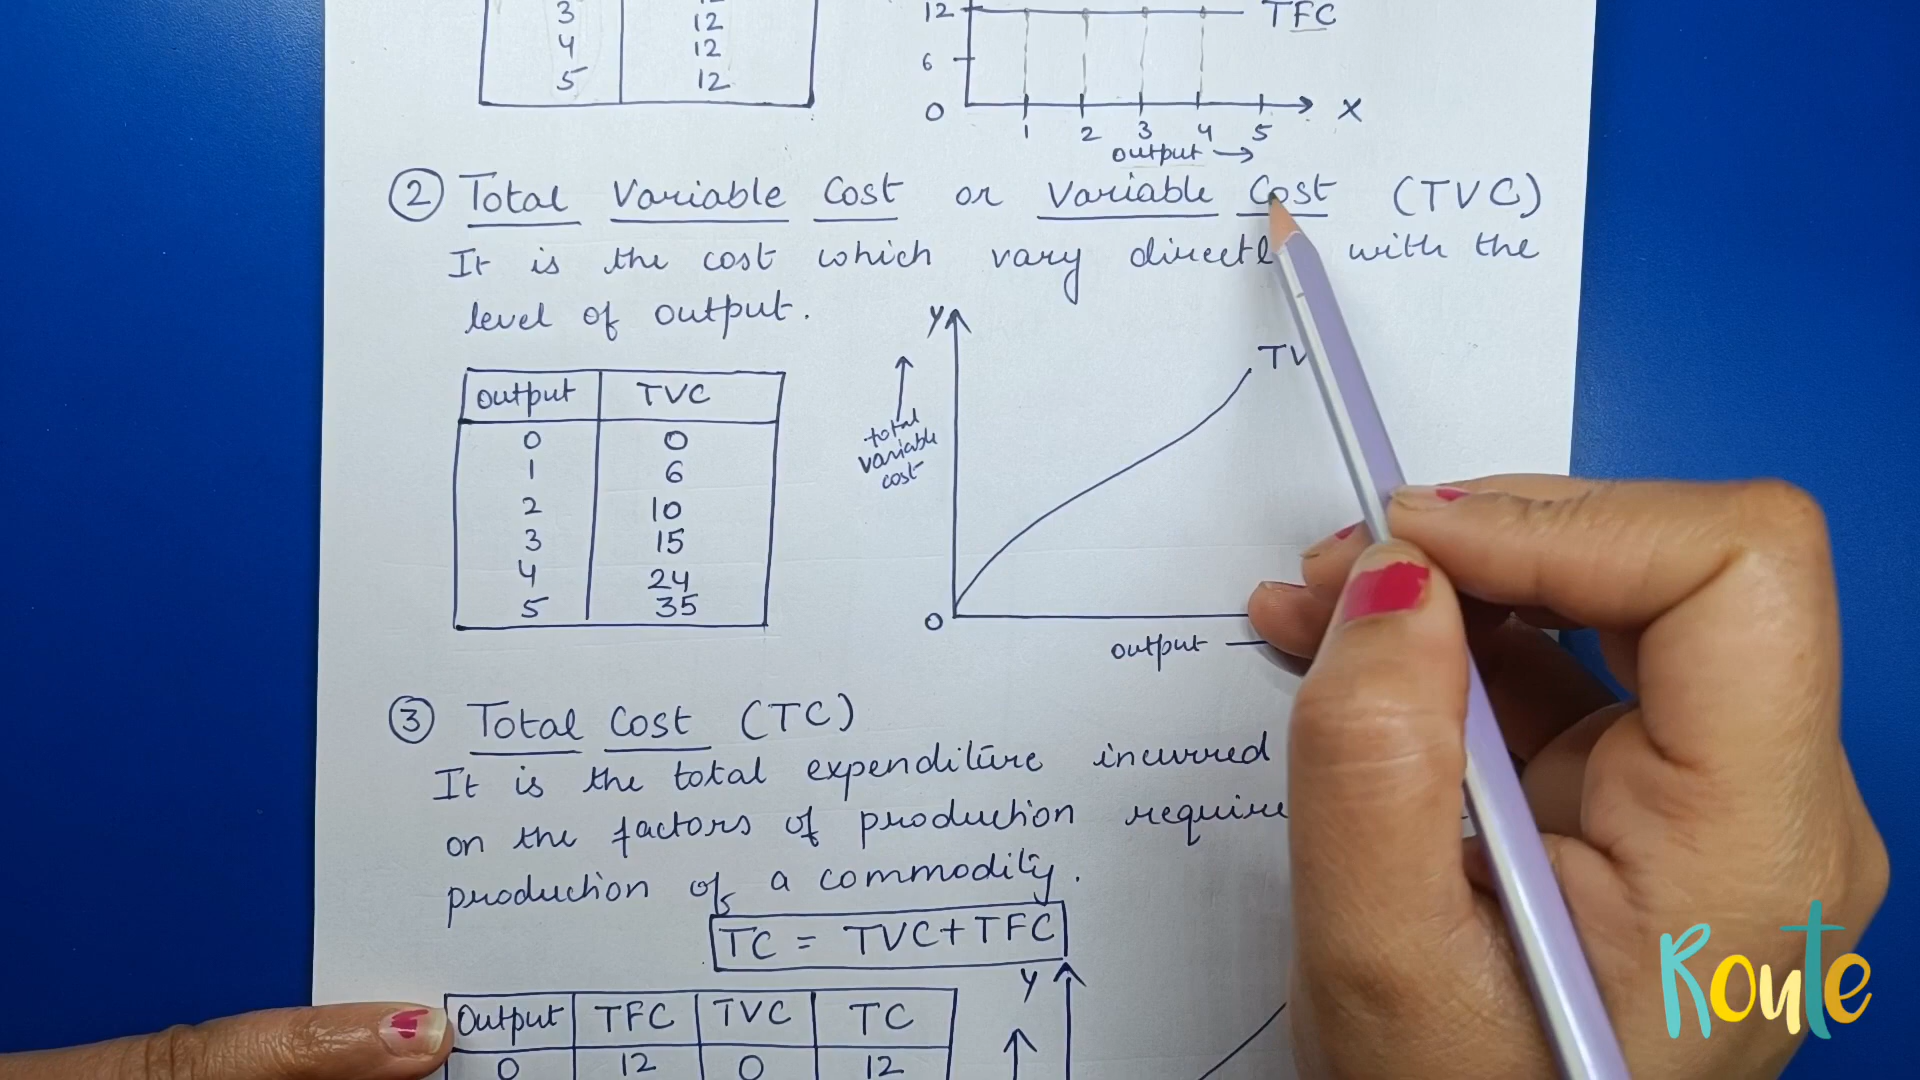 3 12
4 12
5 12
12 TFC
6
0 X
1 2 3 4 5
output →
② Total Variable Cost or Variable Cost (TVC)
It is the cost which vary directl with the
level of output.
output TVC
0 0
1 6
2 10
3 15
4 24
5 35
y
total
variable
cost
TV
0
output
③ Total Cost (TC)
It is the total expenditure incurred
on the factors of production require
production of a commodity.
TC = TVC + TFC
Output TFC TVC TC
0 12 0 12
y
Route